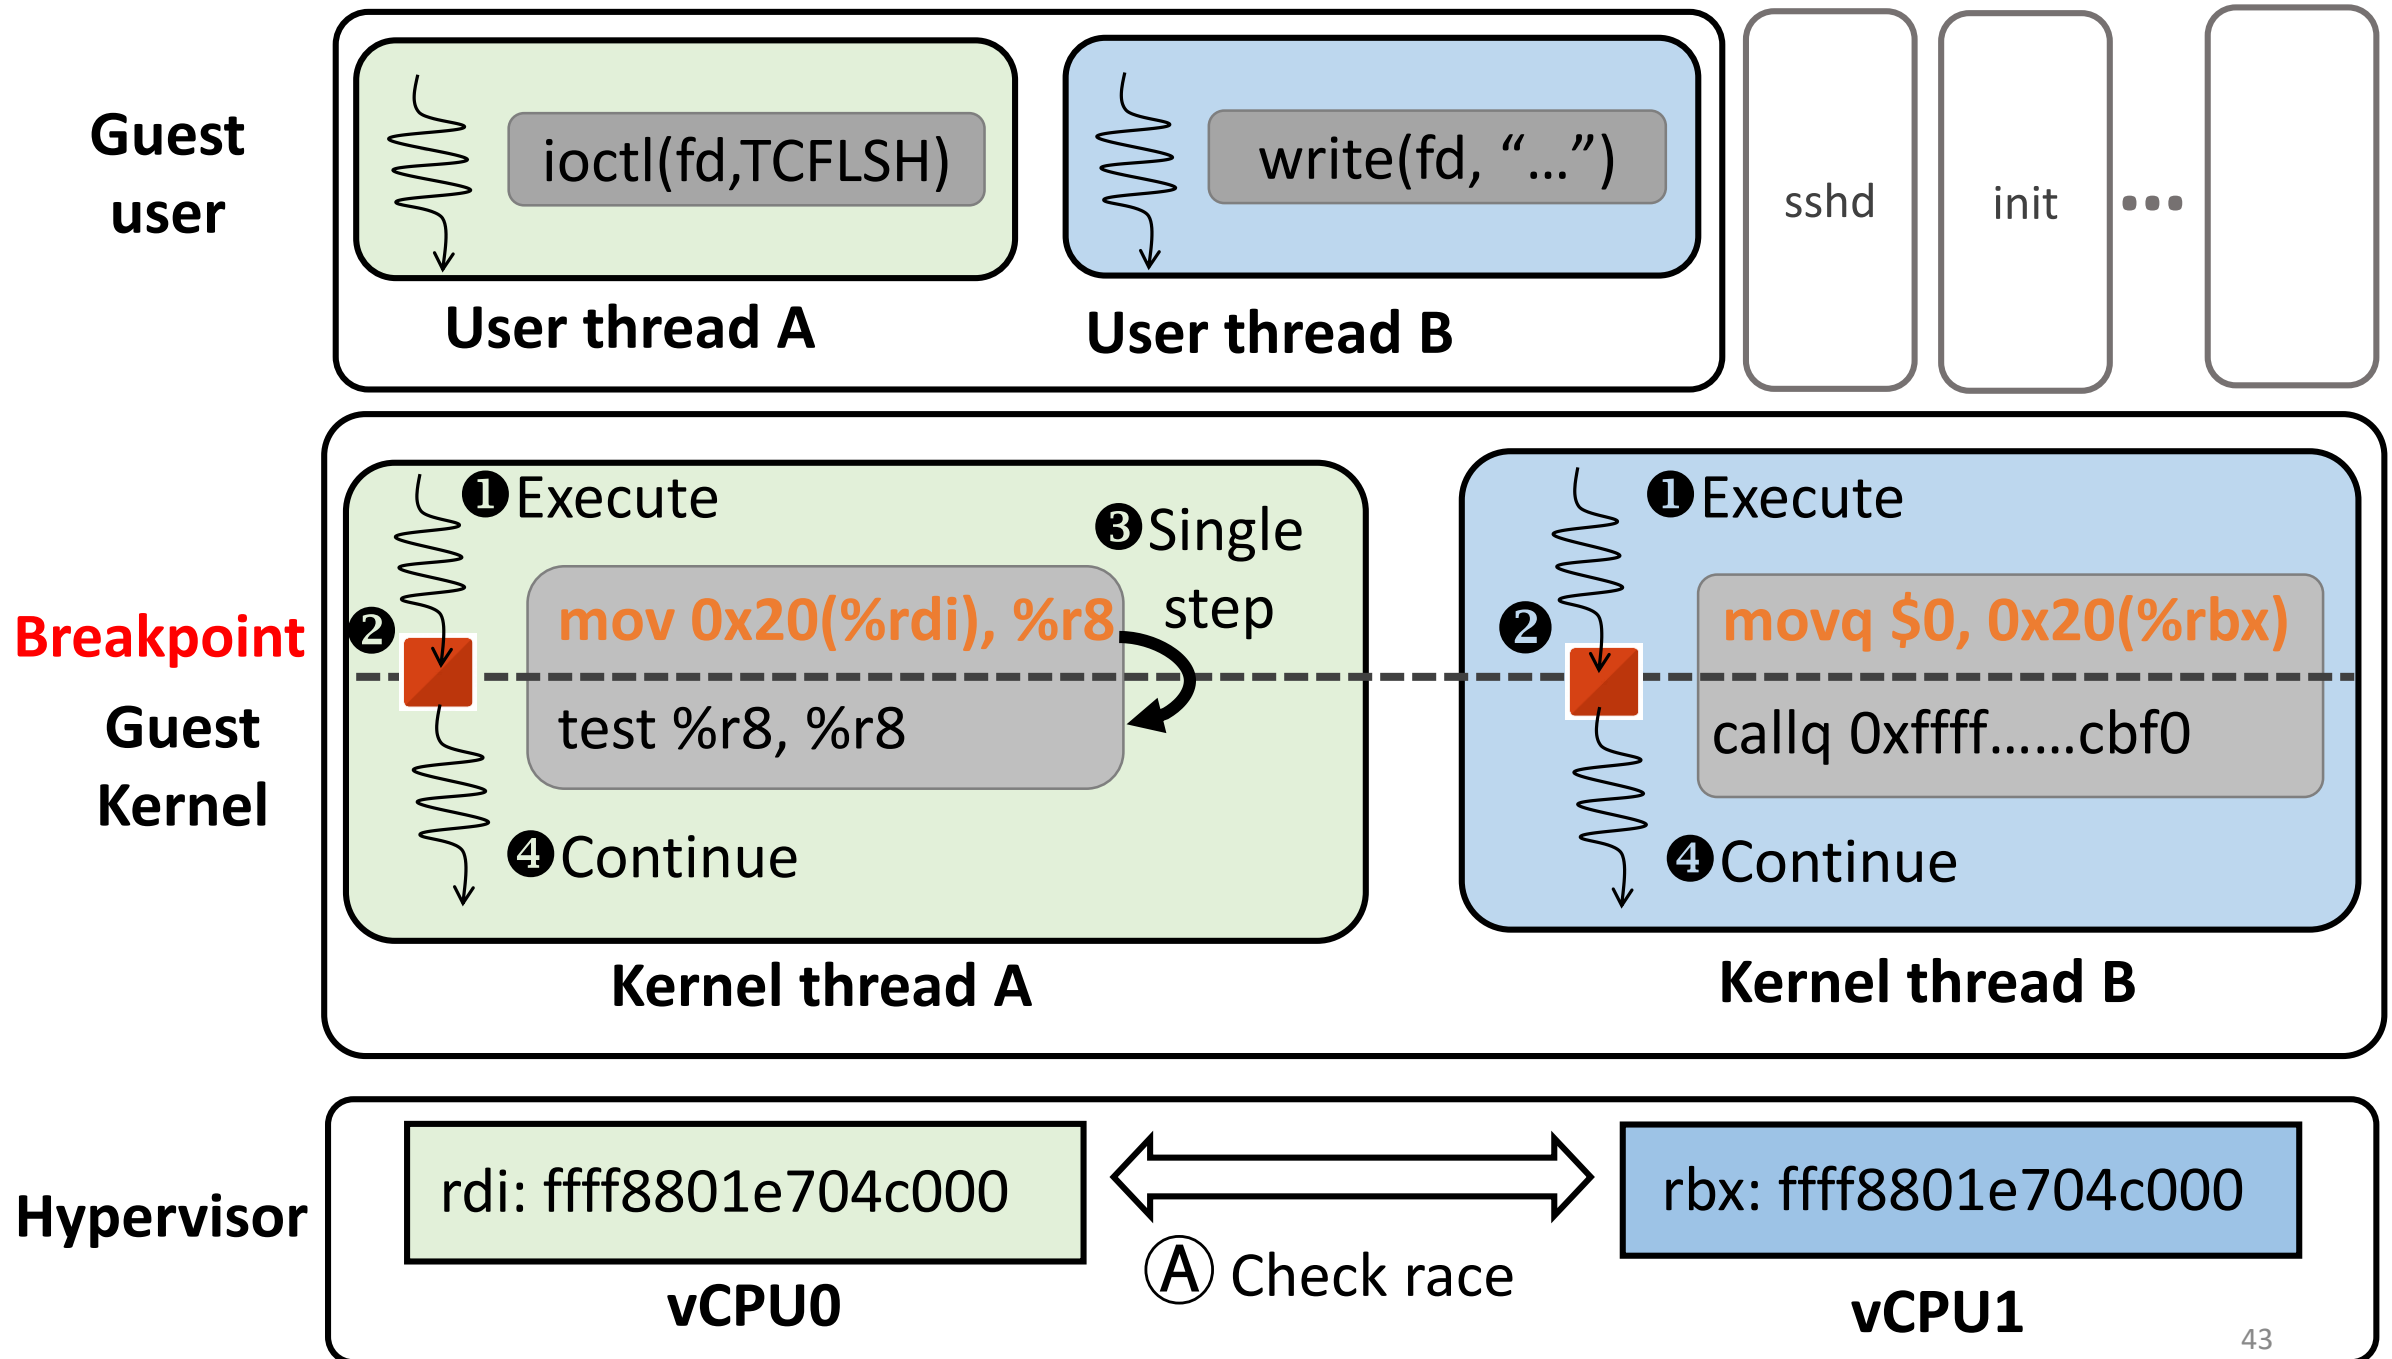 Guest
user
ioctl(fd,TCFLSH)
write(fd, “…”)
sshd
init
...
User thread A
User thread B
❶Execute
❸Single
step
❶Execute
❷
mov 0x20(%rdi), %r8
❷
movq $0, 0x20(%rbx)
Breakpoint
Guest
Kernel
test %r8, %r8
callq 0xffff……cbf0
❹Continue
❹Continue
Kernel thread A
Kernel thread B
Hypervisor
rdi: ffff8801e704c000
rbx: ffff8801e704c000
Ⓐ Check race
vCPU0
vCPU1
43